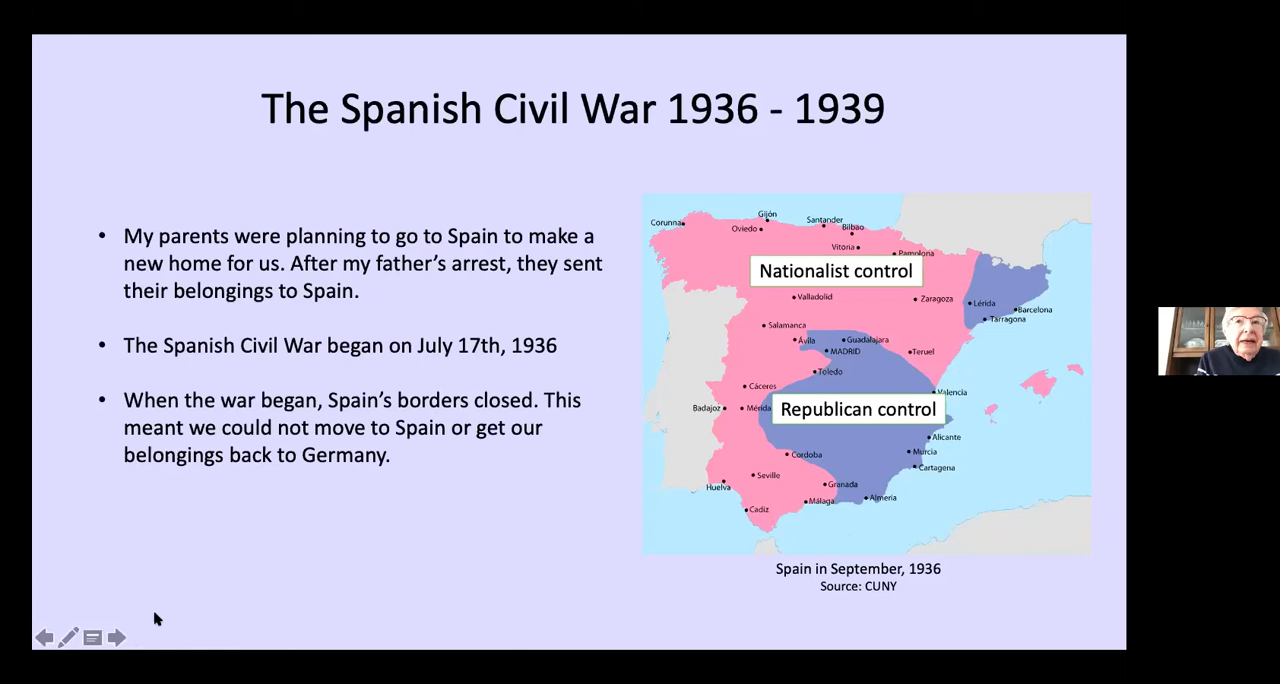 The Spanish Civil War 1936 - 1939
• My parents were planning to go to Spain to make a
new home for us. After my father’s arrest, they sent
their belongings to Spain.
• The Spanish Civil War began on July 17th, 1936
• When the war began, Spain’s borders closed. This
meant we could not move to Spain or get our
belongings back to Germany.
Corunna
Gijón
Oviedo
Santander
Bilbao
Vitoria
Pamplona
Nationalist control
Valladolid
Zaragoza
Lérida
Barcelona
Tarragona
Salamanca
Ávila
Guadalajara
MADRID
Teruel
Toledo
Cáceres
Valencia
Badajoz
Mérida
Republican control
Alicante
Murcia
Cordoba
Cartagena
Seville
Huelva
Granada
Málaga
Almeria
Cadiz
Spain in September, 1936
Source: CUNY